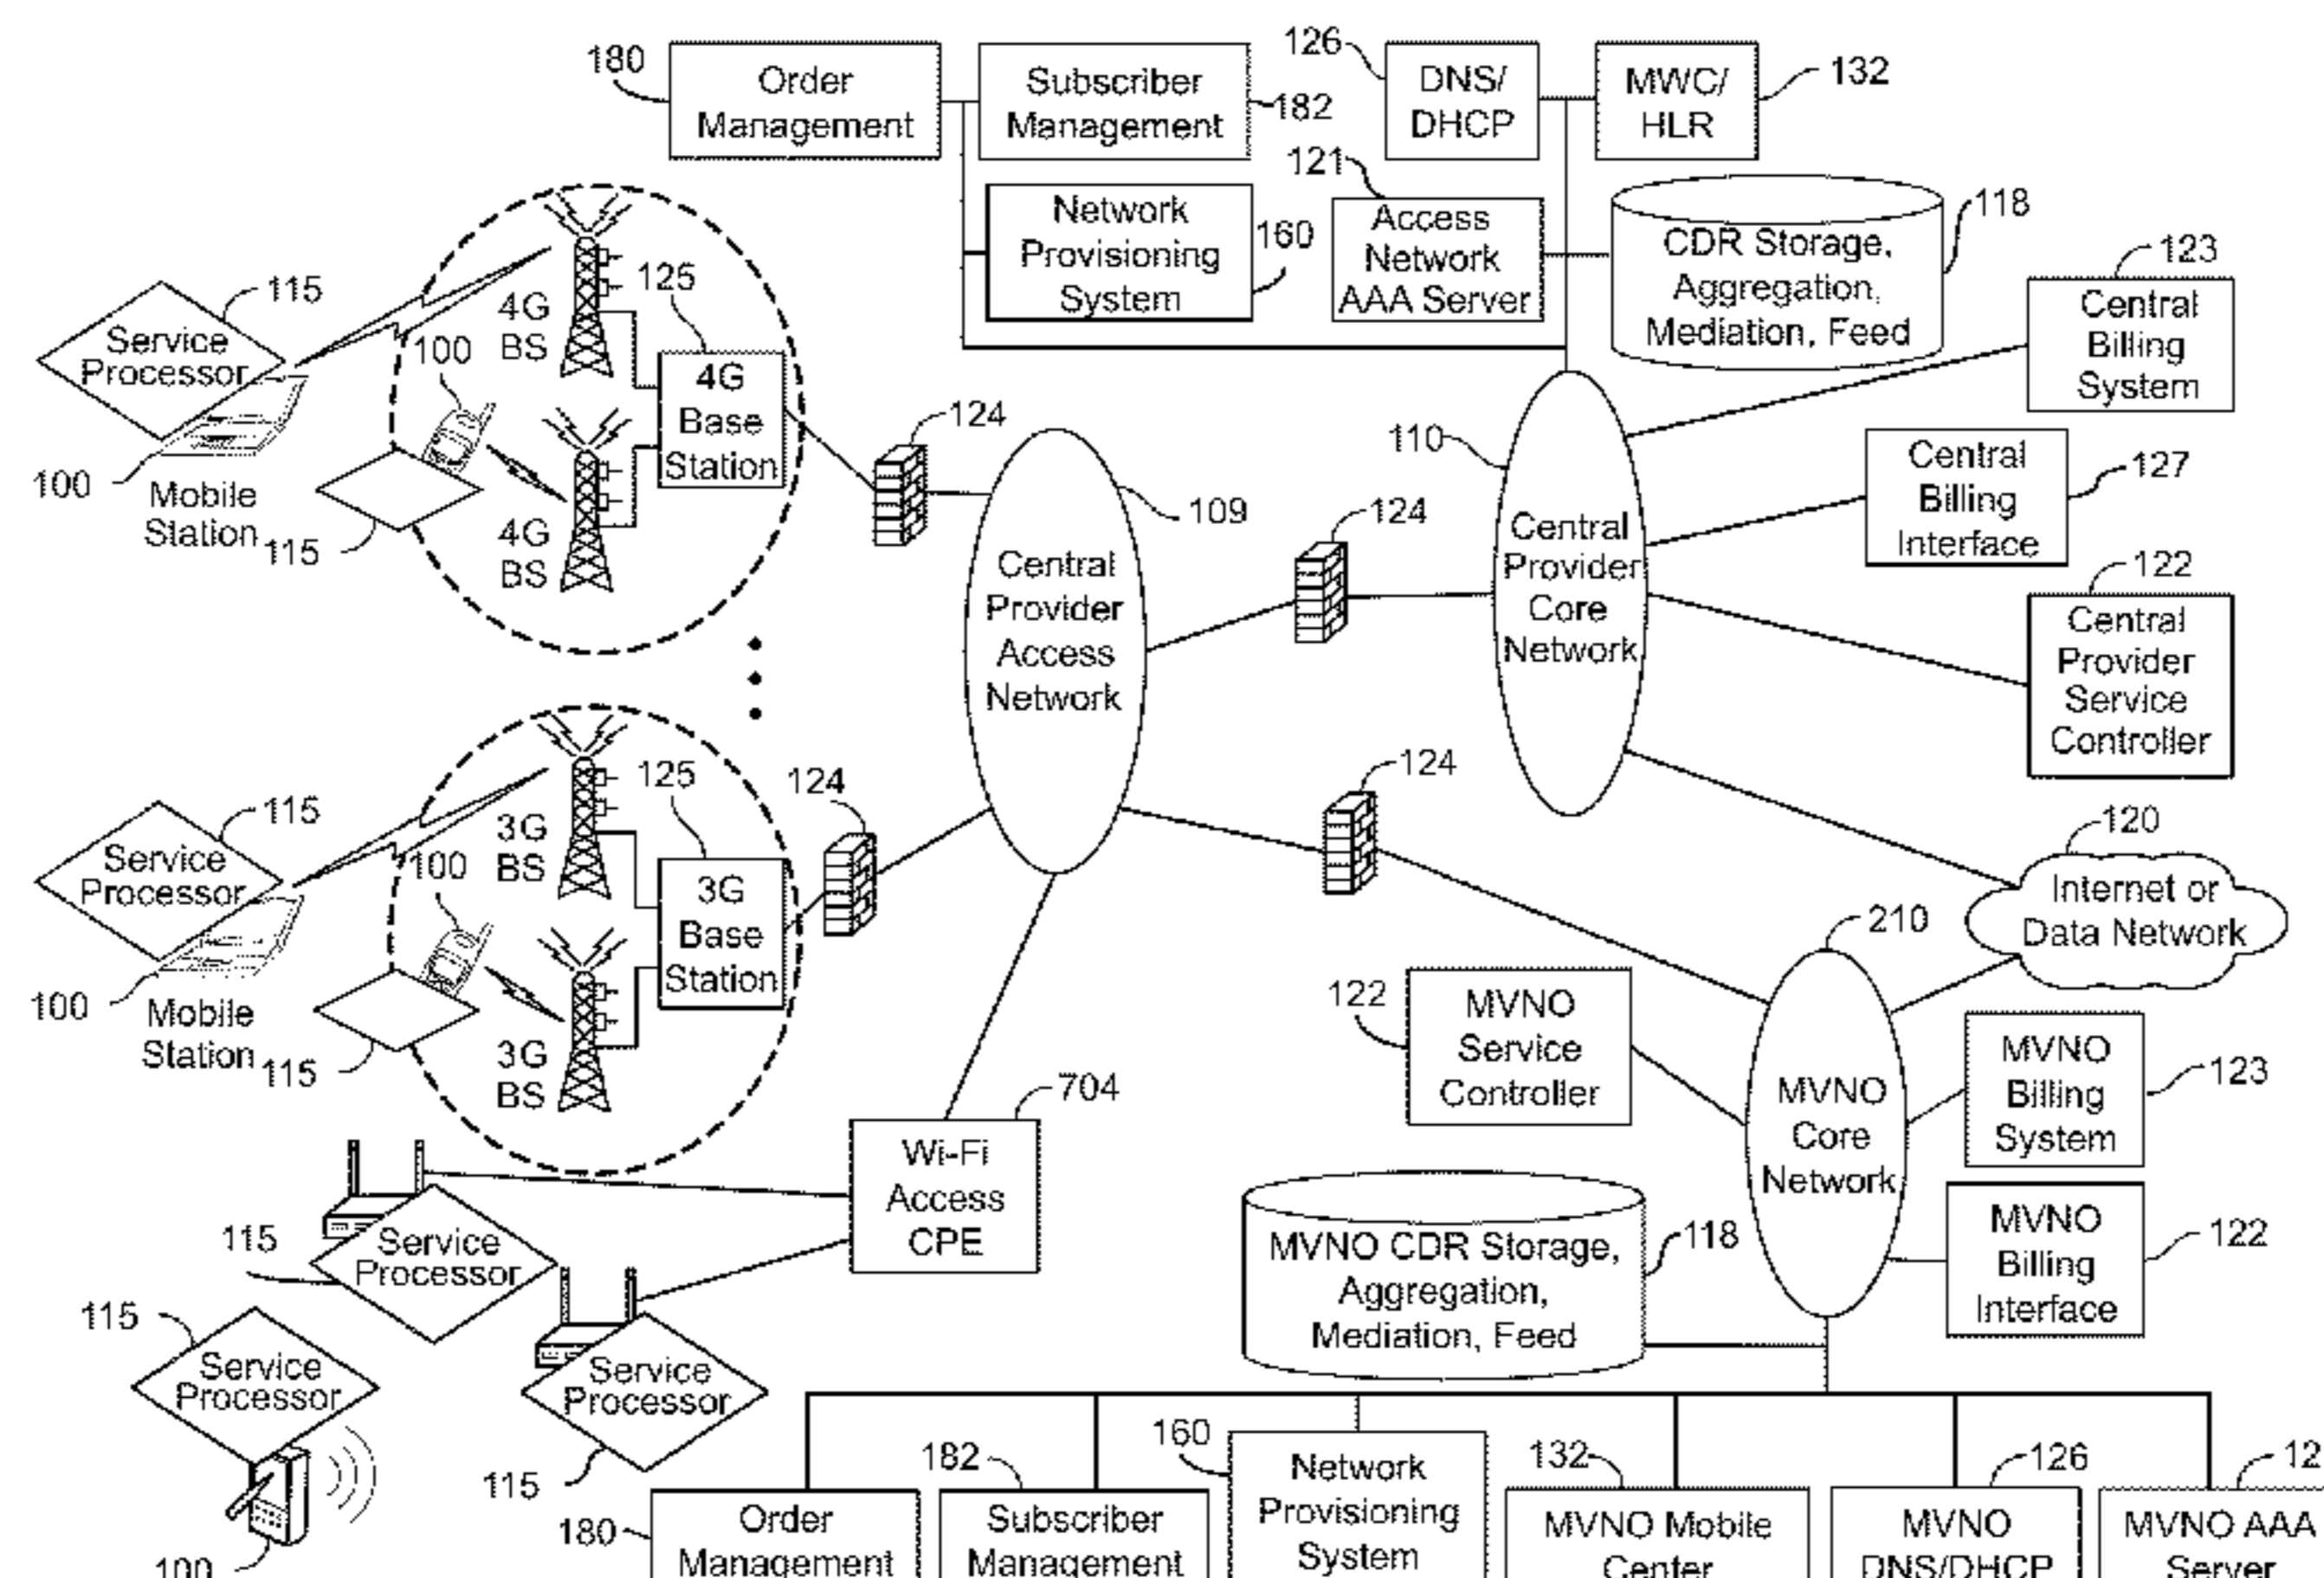 180
Order
Management
Subscriber
Management
182
126
DNS/
DHCP
MWC/
HLR
132
Network
Provisioning
System
160
121
Access
Network
AAA Server
CDR Storage,
Aggregation,
Mediation, Feed
118
123
Central
Billing
System
115
Service
Processor
100
Mobile
Station
115
100
4G
BS
4G
BS
125
4G
Base
Station
124
109
Central
Provider
Access
Network
124
110
Central
Provider
Core
Network
Central
Billing
Interface
127
122
Central
Provider
Service
Controller
115
Service
Processor
100
Mobile
Station
115
100
3G
BS
3G
BS
125
3G
Base
Station
124
124
120
Internet or
Data Network
210
MVNO
Core
Network
122
MVNO
Service
Controller
MVNO
Billing
System
123
MVNO
Billing
Interface
122
704
Wi-Fi
Access
CPE
115
Service
Processor
115
Service
Processor
100
Service
Processor
115
MVNO CDR Storage,
Aggregation,
Mediation, Feed
118
180
Order
Management
182
Subscriber
Management
160
Network
Provisioning
System
132
MVNO Mobile
Center
126
MVNO
DNS/DHCP
12
MVNO AAA
Server